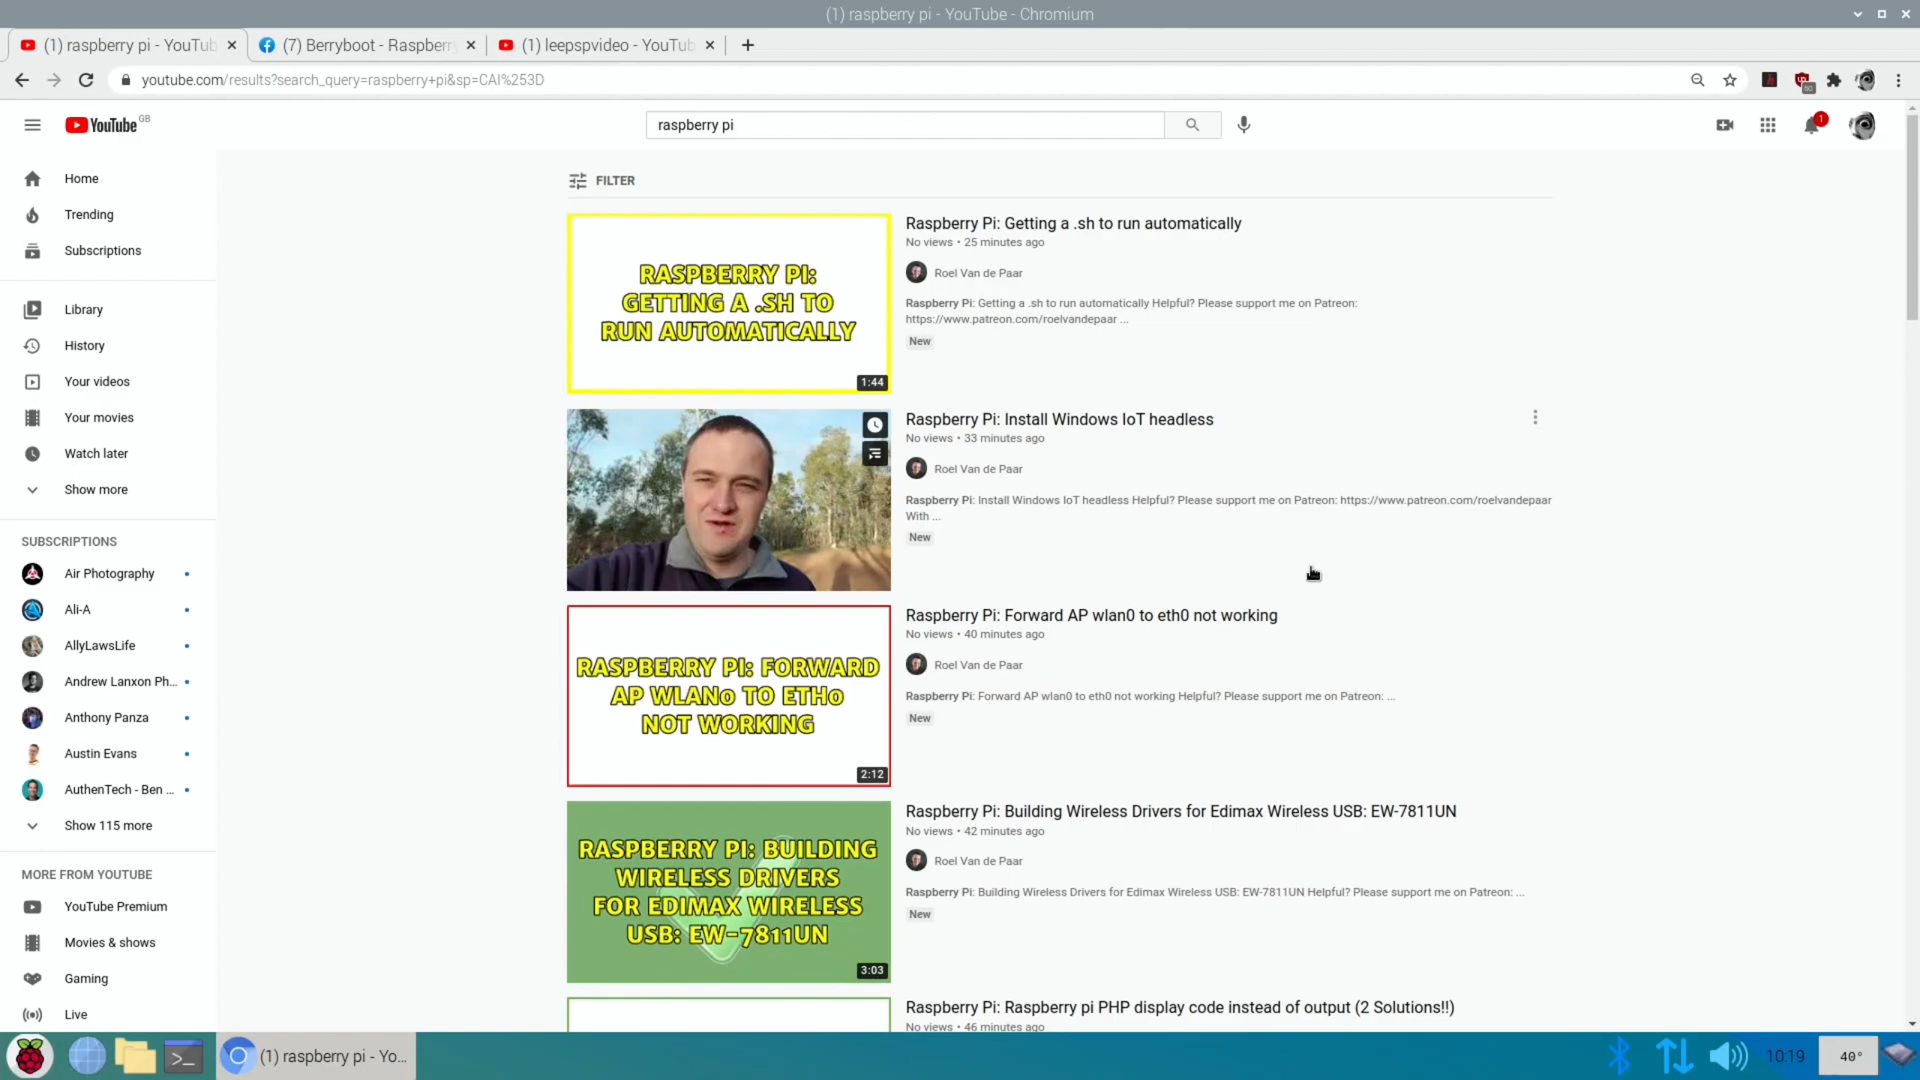 (1) raspberry pi - YouTube - Chromium
(1) raspberry pi - YouTub
(7) Berryboot - Raspberr
(1) leepspvideo - YouTub
youtube.com/results?search_query=raspberry+pi&sp=CAI%253D
YouTube GB
raspberry pi
1
Home
Trending
Subscriptions
Library
History
Your videos
Your movies
Watch later
Show more
SUBSCRIPTIONS
Air Photography
Ali-A
AllyLawsLife
Andrew Lanxon Ph...
Anthony Panza
Austin Evans
AuthenTech - Ben ...
Show 115 more
MORE FROM YOUTUBE
YouTube Premium
Movies & shows
Gaming
Live
FILTER
RASPBERRY PI:
GETTING A .SH TO
RUN AUTOMATICALLY
1:44
Raspberry Pi: Getting a .sh to run automatically
No views • 25 minutes ago
Roel Van de Paar
Raspberry Pi: Getting a .sh to run automatically Helpful? Please support me on Patreon:
https://www.patreon.com/roelvandepaar ...
New
Raspberry Pi: Install Windows IoT headless
No views • 33 minutes ago
Roel Van de Paar
Raspberry Pi: Install Windows IoT headless Helpful? Please support me on Patreon: https://www.patreon.com/roelvandepaar
With ...
New
RASPBERRY PI: FORWARD
AP WLAN0 TO ETH0
NOT WORKING
2:12
Raspberry Pi: Forward AP wlan0 to eth0 not working
No views • 40 minutes ago
Roel Van de Paar
Raspberry Pi: Forward AP wlan0 to eth0 not working Helpful? Please support me on Patreon: ...
New
RASPBERRY PI: BUILDING
WIRELESS DRIVERS
FOR EDIMAX WIRELESS
USB: EW-7811UN
3:03
Raspberry Pi: Building Wireless Drivers for Edimax Wireless USB: EW-7811UN
No views • 42 minutes ago
Roel Van de Paar
Raspberry Pi: Building Wireless Drivers for Edimax Wireless USB: EW-7811UN Helpful? Please support me on Patreon: ...
New
Raspberry Pi: Raspberry pi PHP display code instead of output (2 Solutions!!)
No views • 46 minutes ago
(1) raspberry pi - Yo...
10:19
40°